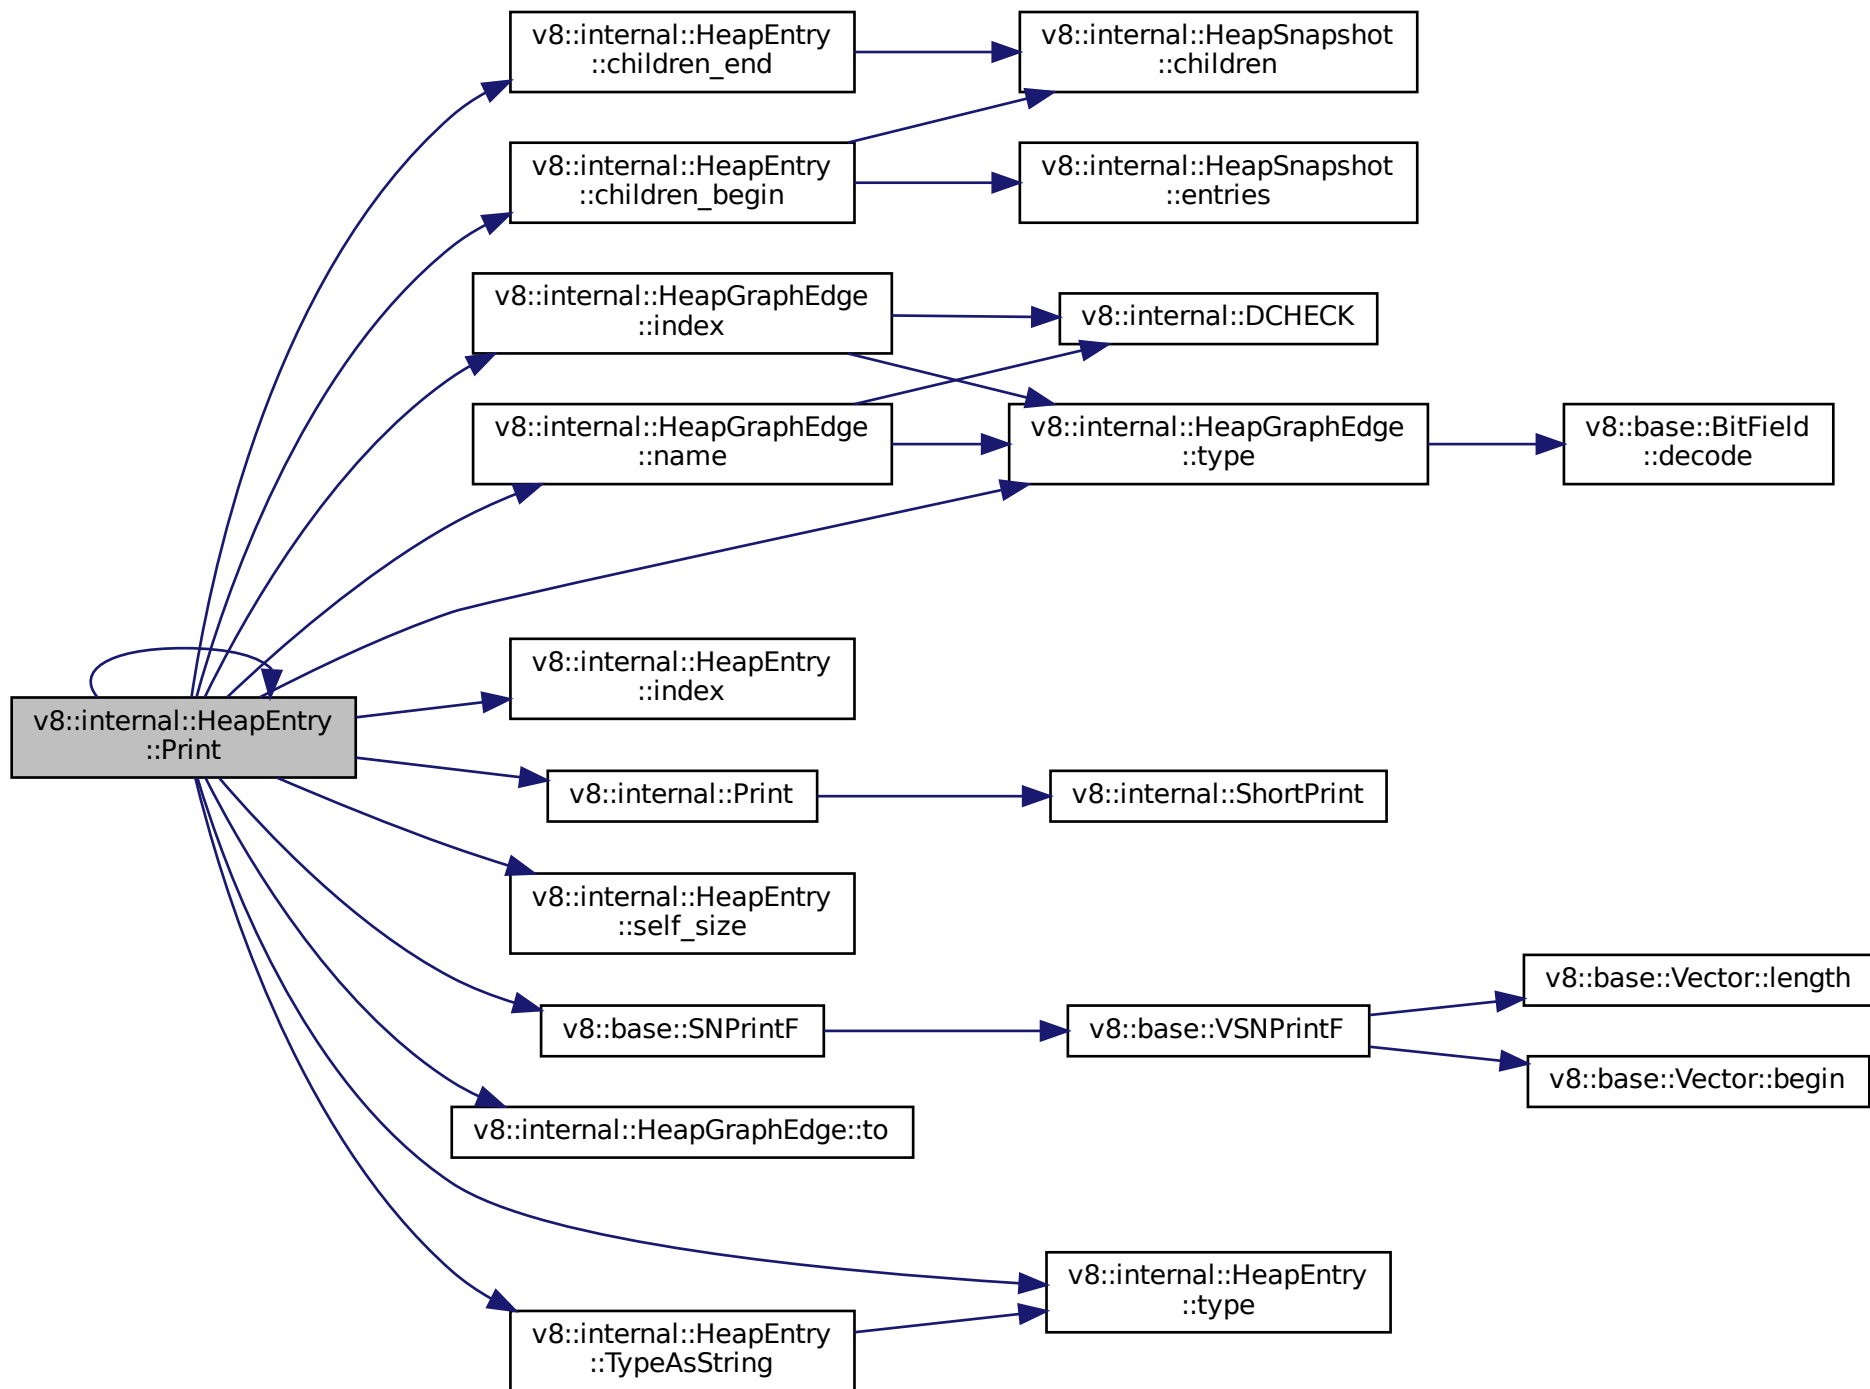 v8::internal::HeapEntry
::children_end
v8::internal::HeapSnapshot
::children
v8::internal::HeapEntry
::children_begin
v8::internal::HeapSnapshot
::entries
v8::internal::HeapGraphEdge
::index
v8::internal::DCHECK
v8::internal::HeapGraphEdge
::name
v8::internal::HeapGraphEdge
::type
v8::base::BitField
::decode
v8::internal::HeapEntry
::index
v8::internal::HeapEntry
::Print
v8::internal::Print
v8::internal::ShortPrint
v8::internal::HeapEntry
::self_size
v8::base::SNPrintF
v8::base::VSNPrintF
v8::base::Vector::length
v8::base::Vector::begin
v8::internal::HeapGraphEdge::to
v8::internal::HeapEntry
::type
v8::internal::HeapEntry
::TypeAsString